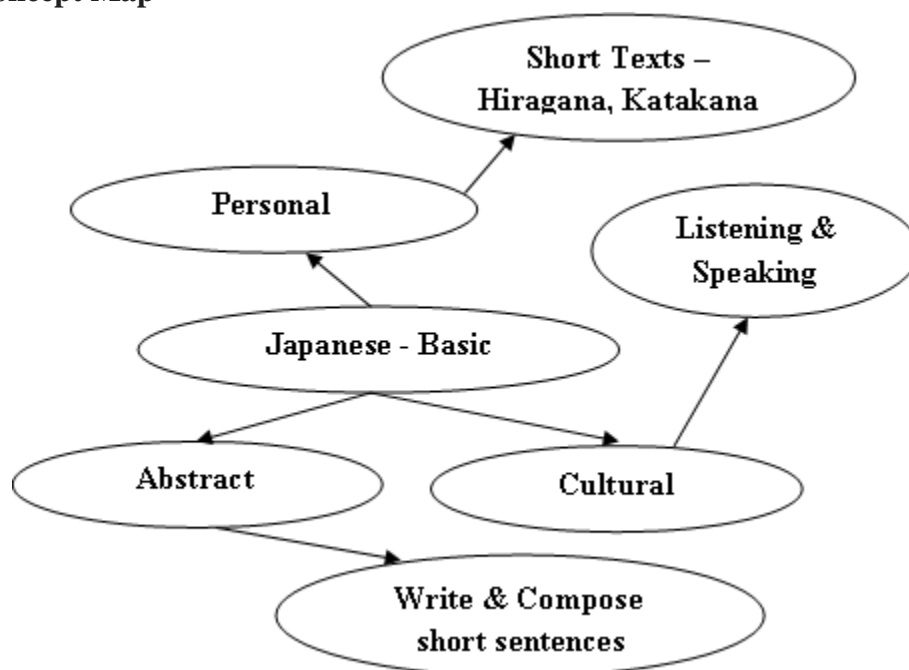 Concept Map
Short Texts –
Hiragana, Katakana
Personal
Listening &
Speaking
Japanese - Basic
Abstract
Cultural
Write & Compose
short sentences